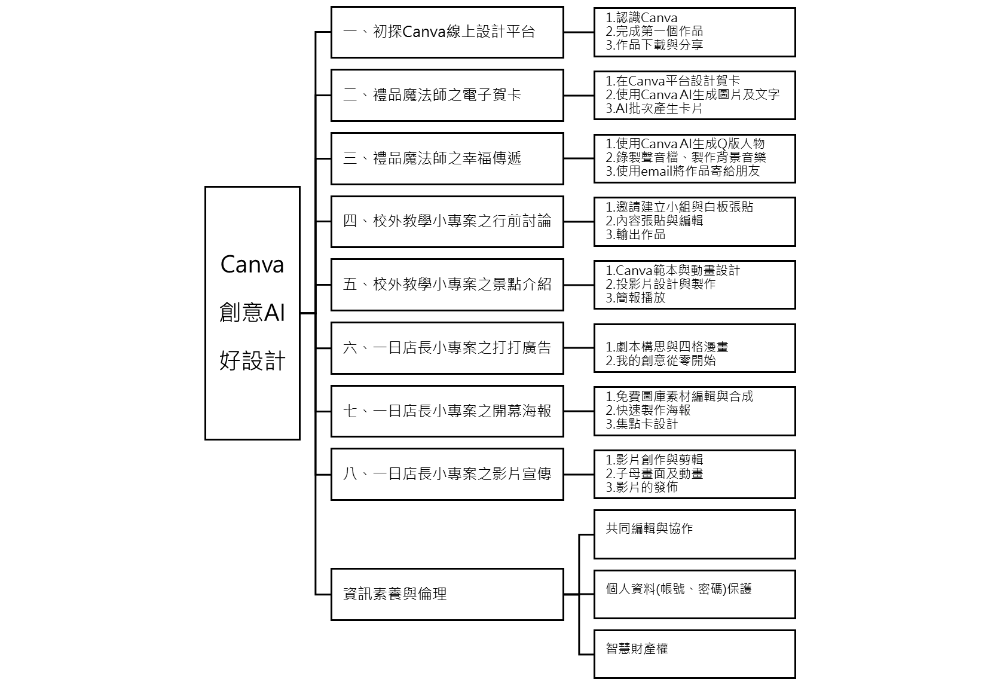 Canva
創意AI
好設計
一、初探Canva線上設計平台
1.認識Canva
2.完成第一個作品
3.作品下載與分享
二、禮品魔法師之電子賀卡
1.在Canva平台設計賀卡
2.使用Canva AI生成圖片及文字
3.AI批次產生卡片
三、禮品魔法師之幸福傳遞
1.使用Canva AI生成Q版人物
2.錄製聲音檔、製作背景音樂
3.使用email將作品寄給朋友
四、校外教學小專案之行前討論
1.邀請建立小組與白板張貼
2.內容張貼與編輯
3.輸出作品
五、校外教學小專案之景點介紹
1.Canva範本與動畫設計
2.投影片設計與製作
3.簡報播放
六、一日店長小專案之打打廣告
1.劇本構思與四格漫畫
2.我的創意從零開始
七、一日店長小專案之開幕海報
1.免費圖庫素材編輯與合成
2.快速製作海報
3.集點卡設計
八、一日店長小專案之影片宣傳
1.影片創作與剪輯
2.子母畫面及動畫
3.影片的發佈
資訊素養與倫理
共同編輯與協作
個人資料(帳號、密碼)保護
智慧財產權